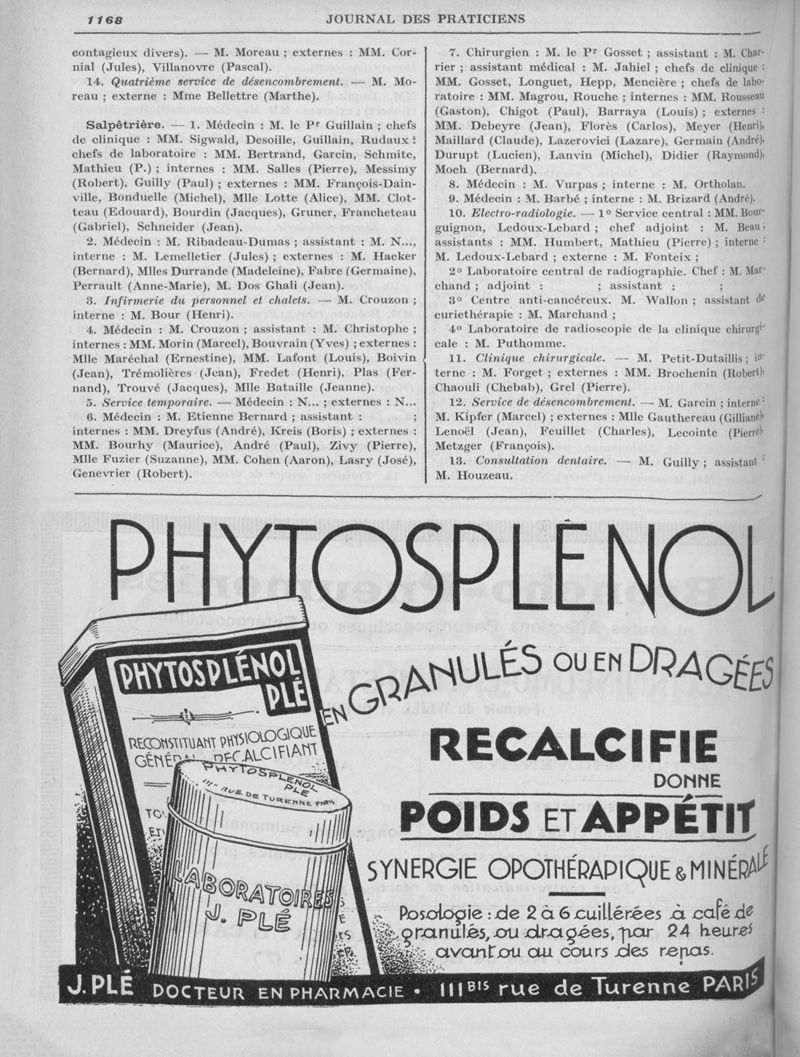 1168
JOURNAL DES PRATICIENS
contagieux divers). — M. Moreau ; externes : MM. Cor-
nial (Jules), Villanovre (Pascal).
14. Quatrième service de désencombrement. — M. Mo-
reau ; externe : Mme Bellettre (Marthe).
Salpêtrière. — 1. Médecin : M. le Pr Guillain ; chefs
de clinique : MM. Sigwald, Desoille, Guillain, Rudaux :
chefs de laboratoire : MM. Bertrand, Garcin, Schmite,
Mathieu (P.) ; internes : MM. Salles (Pierre), Messimy
(Robert), Guilly (Paul) ; externes : MM. François-Dain-
ville, Bonduelle (Michel), Mlle Lotte (Alice), MM. Clot-
teau (Edouard), Bourdin (Jacques), Gruner, Francheteau
(Gabriel), Schneider (Jean).
2. Médecin : M. Ribadeau-Dumas ; assistant : M. N...,
interne : M. Lemelletier (Jules) ; externes : M. Hacker
(Bernard), Mlles Durrande (Madeleine), Fabre (Germaine),
Perrault (Anne-Marie), M. Dos Ghali (Jean).
3. Infirmerie du personnel et chalets. — M. Crouzon ;
interne : M. Bour (Henri).
4. Médecin : M. Crouzon ; assistant : M. Christophe ;
internes : MM. Morin (Marcel), Bouvrain (Yves) ; externes :
Mlle Maréchal (Ernestine), MM. Lafont (Louis), Boivin
(Jean), Trémolières (Jean), Fredet (Henri), Plas (Fer-
nand), Trouvé (Jacques), Mlle Bataille (Jeanne).
5. Service temporaire. — Médecin : N... ; externes : N...
6. Médecin : M. Etienne Bernard ; assistant : ;
internes : MM. Dreyfus (André), Kreis (Boris) ; externes :
MM. Bourhy (Maurice), André (Paul), Zivy (Pierre),
Mlle Fuzier (Suzanne), MM. Cohen (Aaron), Lasry (José),
Genevrier (Robert).
7. Chirurgien : M. le Pr Gosset ; assistant : M. Char-
rier ; assistant médical : M. Jahiel ; chefs de clinique :
MM. Gosset, Longuet, Hepp, Mencière ; chefs de labo-
ratoire : MM. Magrou, Rouche ; internes : MM. Rousseau
(Gaston), Chigot (Paul), Barraya (Louis) ; externes :
MM. Debeyre (Jean), Florès (Carlos), Meyer (Henri),
Maillard (Claude), Lazerovici (Lazare), Germain (André),
Durupt (Lucien), Lanvin (Michel), Didier (Raymond),
Moch (Bernard).
8. Médecin : M. Vurpas ; interne : M. Ortholan.
9. Médecin : M. Barbé ; interne : M. Brizard (André).
10. Electro-radiologie. — 1º Service central : MM. Bour-
guignon, Ledoux-Lebard ; chef adjoint : M. Beau ;
assistants : MM. Humbert, Mathieu (Pierre) ; interne :
M. Ledoux-Lebard ; externe : M. Fonteix ;
2º Laboratoire central de radiographie. Chef : M. Mar-
chand ; adjoint : ; assistant : ;
3º Centre anti-cancéreux. M. Wallon ; assistant de
curiethérapie : M. Marchand ;
4º Laboratoire de radioscopie de la clinique chirurgi-
cale : M. Puthomme.
11. Clinique chirurgicale. — M. Petit-Dutaillis ; in-
terne : M. Forget ; externes : MM. Brochenin (Robert),
Chaouli (Chebab), Grel (Pierre).
12. Service de désencombrement. — M. Garcin ; interne :
M. Kipfer (Marcel) ; externes : Mlle Gauthereau (Gilliane),
Lenoël (Jean), Feuillet (Charles), Lecointe (Pierre),
Metzger (François).
13. Consultation dentaire. — M. Guilly ; assistant :
M. Houzeau.
PHYTOSPLÉNOL
EN GRANULÉS OU EN DRAGÉES
RECALCIFIE
DONNE
POIDS ET APPÉTIT
SYNERGIE OPOTHÉRAPIQUE & MINÉRALE
Posologie : de 2 à 6 cuillérées à café de
granulés, ou dragées, par 24 heures
avant ou au cours des repas.
PHYTOSPLÉNOL
PLÉ
RECONSTITUANT PHYSIOLOGIQUE
GÉNÉRAL DECALCIFIANT
PHYTOSPLENOL
PLÉ
111 - RUE DE TURENNE PARIS
LABORATOIRES
J. PLÉ
J. PLÉ DOCTEUR EN PHARMACIE • 111 BIS rue de Turenne PARIS